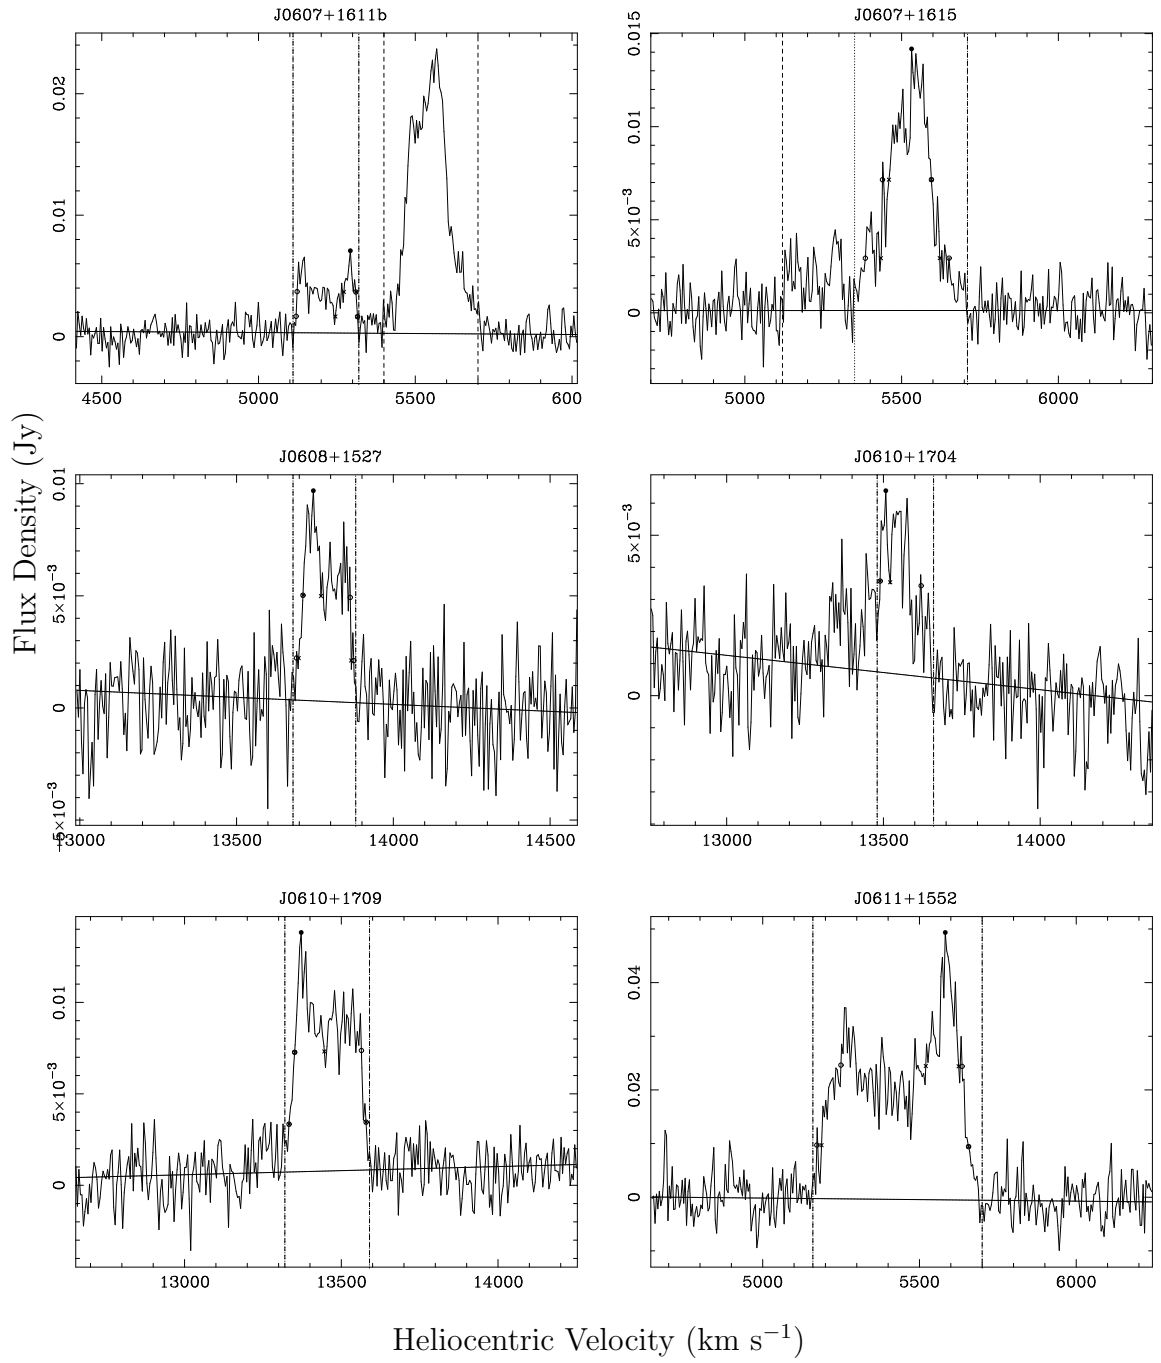 J0607+1611b
J0607+1615
0.02
0.01
0
4500 5000 5500 600
0.015
0.01
5×10⁻³
0
5000 5500 6000
Flux Density (Jy)
J0608+1527
J0610+1704
0.01
5×10⁻³
0
−5×10⁻³
13000 13500 14000 14500
5×10⁻³
0
13000 13500 14000
J0610+1709
J0611+1552
0.01
5×10⁻³
0
13000 13500 14000
0.04
0.02
0
5000 5500 6000
Heliocentric Velocity (km s⁻¹)